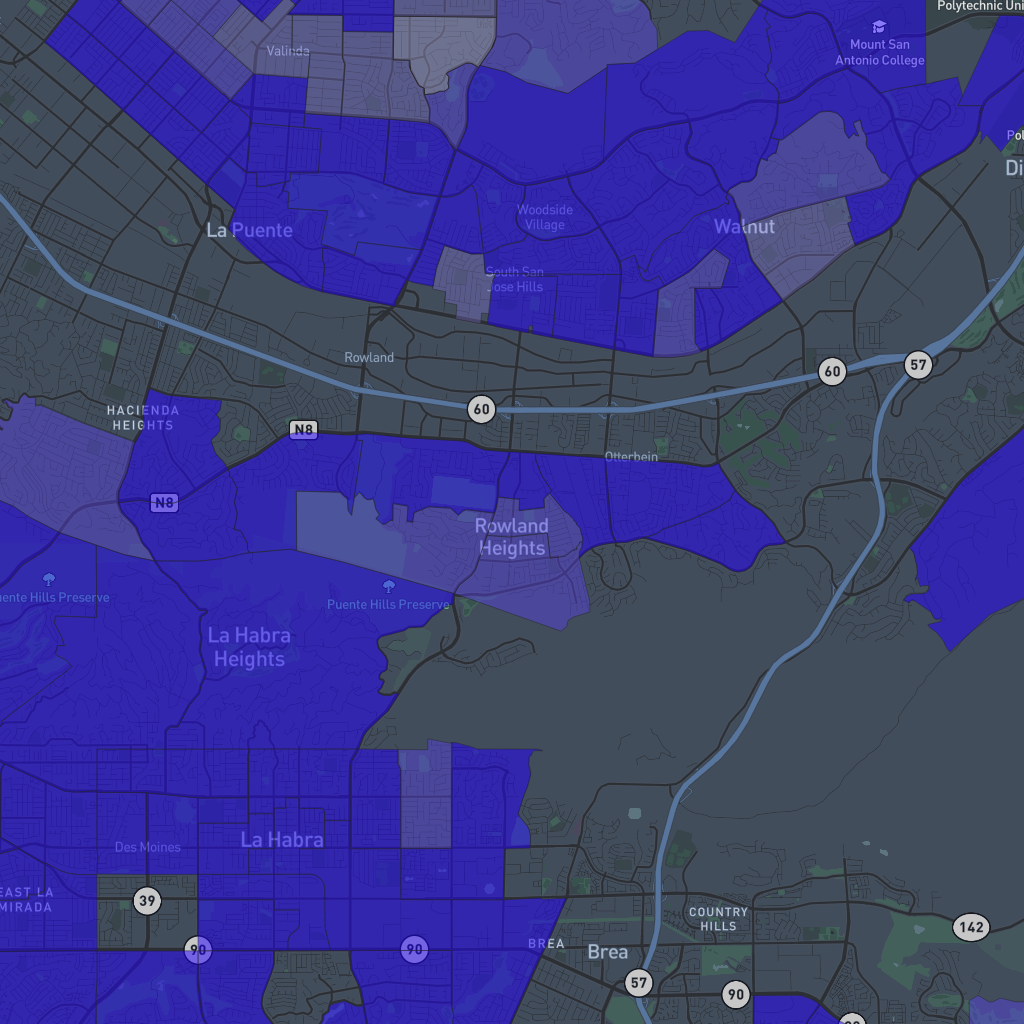 Polytechnic Uni
Valinda
Mount San
Antonio College
Pol
Di
Woodside
Village
La Puente
Walnut
South San
Jose Hills
Rowland
60
57
60
HACIENDA
HEIGHTS
N8
Otterbein
N8
Rowland
Heights
uente Hills Preserve
Puente Hills Preserve
La Habra
Heights
La Habra
Des Moines
EAST LA
MIRADA
39
COUNTRY
HILLS
142
90
90
BREA
Brea
57
90
90